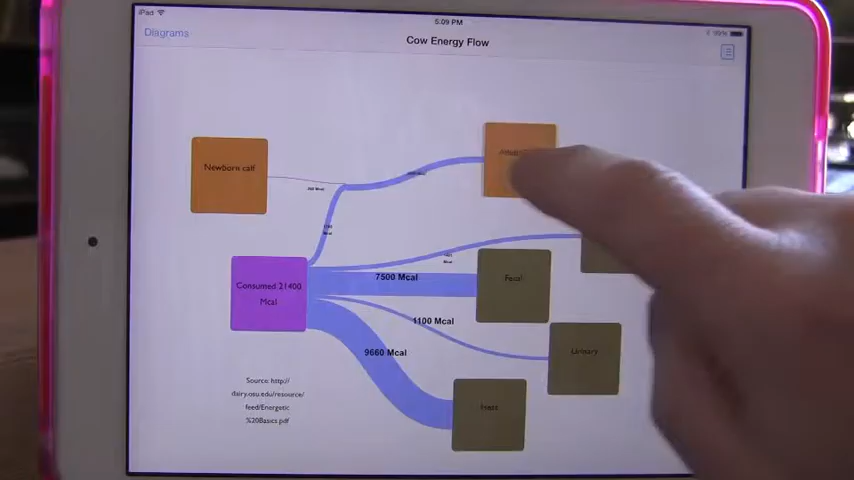 iPad
5:09 PM
99%
Diagrams
Cow Energy Flow
Newborn calf
Consumed 21400
Mcal
7500 Mcal
Fecal
1100 Mcal
Urinary
9660 Mcal
Heat
Source: http://
dairy.osu.edu/resource/
feed/Energetic
%20Basics.pdf